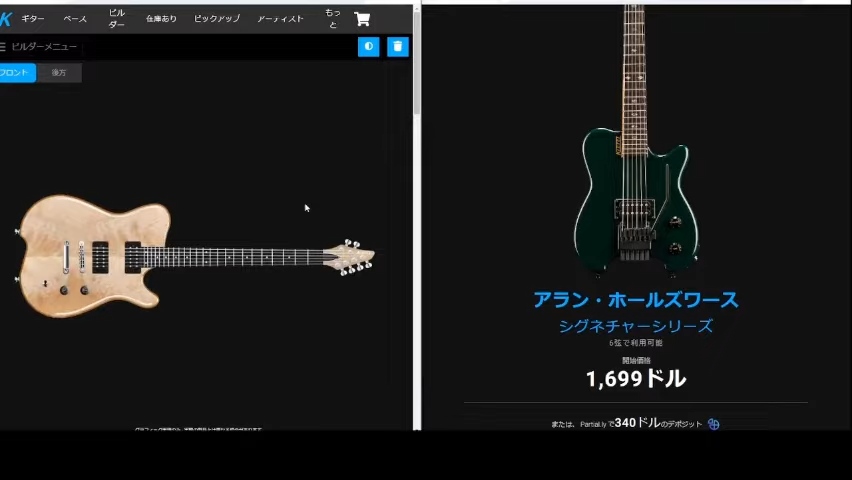 K ギター ベース ビル
ダー 在庫あり ピックアップ アーティスト もっ
と
ビルダーメニュー
フロント 後方
アラン・ホールズワース
シグネチャーシリーズ
6弦で利用可能
開始価格
1,699ドル
または、Partial.lyで340ドルのデポジット